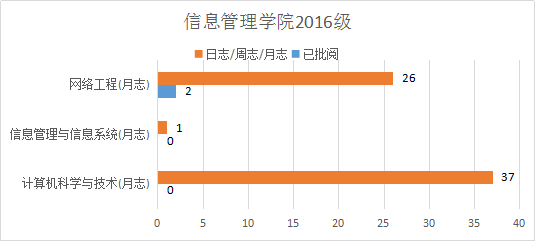 信息管理学院2016级
日志/周志/月志 已批阅
网络工程(月志) 26
2
信息管理与信息系统(月志) 1
0
计算机科学与技术(月志) 37
0
0 5 10 15 20 25 30 35 40